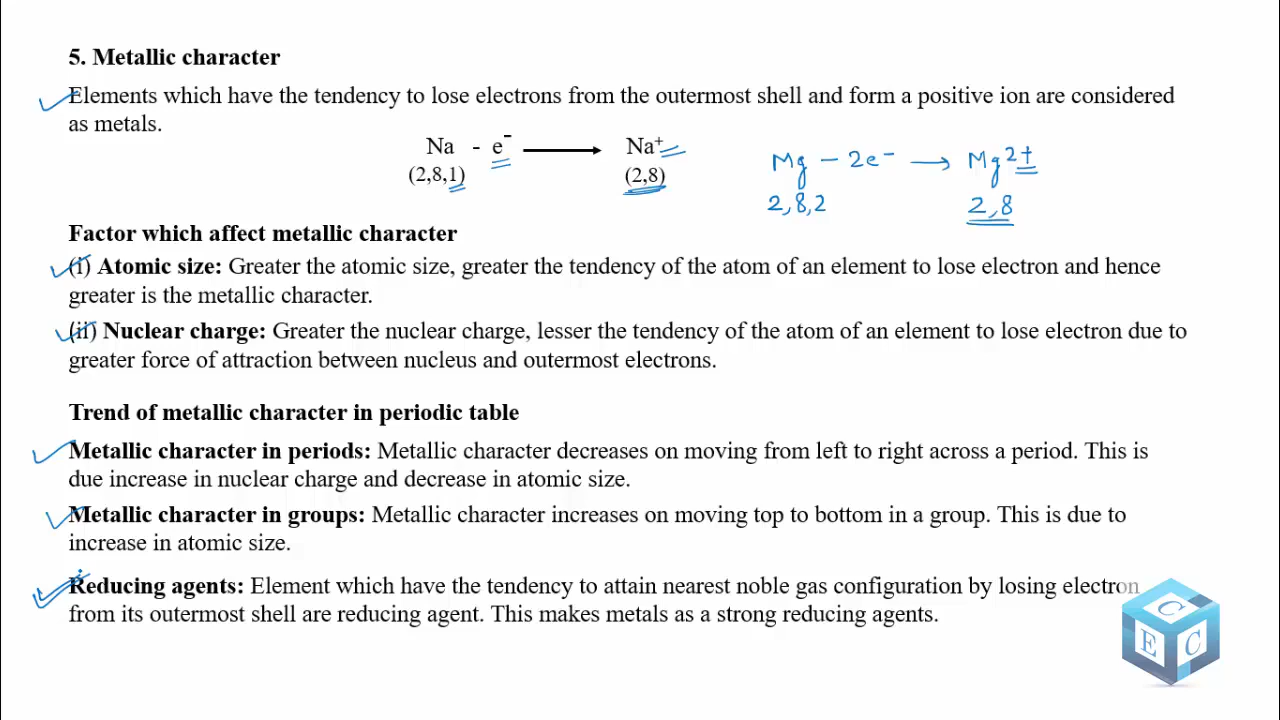 5. Metallic character
Elements which have the tendency to lose electrons from the outermost shell and form a positive ion are considered
as metals.
Na - e⁻ ⟶ Na⁺
(2,8,1) (2,8)
Mg – 2e⁻ ⟶ Mg²⁺
2,8,2 2,8
Factor which affect metallic character
(i) Atomic size: Greater the atomic size, greater the tendency of the atom of an element to lose electron and hence
greater is the metallic character.
(ii) Nuclear charge: Greater the nuclear charge, lesser the tendency of the atom of an element to lose electron due to
greater force of attraction between nucleus and outermost electrons.
Trend of metallic character in periodic table
Metallic character in periods: Metallic character decreases on moving from left to right across a period. This is
due increase in nuclear charge and decrease in atomic size.
Metallic character in groups: Metallic character increases on moving top to bottom in a group. This is due to
increase in atomic size.
Reducing agents: Element which have the tendency to attain nearest noble gas configuration by losing electron
from its outermost shell are reducing agent. This makes metals as a strong reducing agents.
C
E C